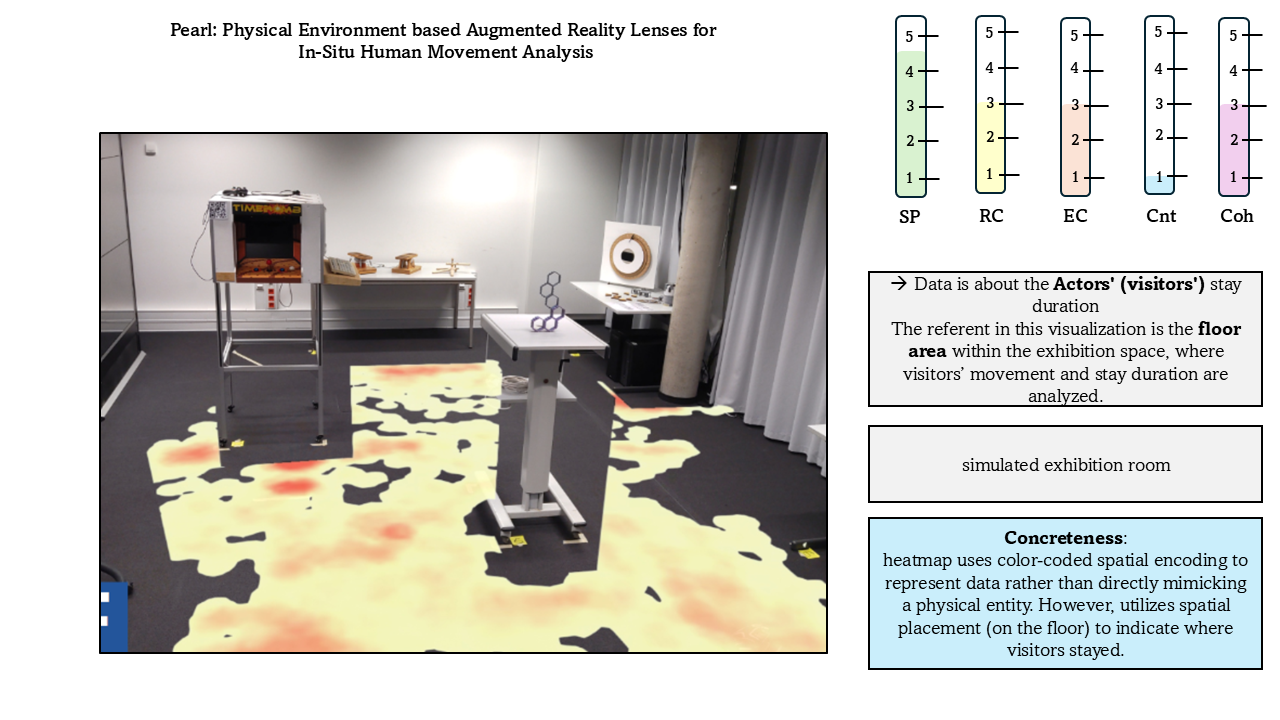 Pearl: Physical Environment based Augmented Reality Lenses for
In-Situ Human Movement Analysis
5
4
3
2
1
SP
5
4
3
2
1
RC
5
4
3
2
1
EC
5
4
3
2
1
Cnt
5
4
3
2
1
Coh
TIMEBOMB
→ Data is about the Actors' (visitors') stay
duration
The referent in this visualization is the floor
area within the exhibition space, where
visitors’ movement and stay duration are
analyzed.
simulated exhibition room
Concreteness:
heatmap uses color-coded spatial encoding to
represent data rather than directly mimicking
a physical entity. However, utilizes spatial
placement (on the floor) to indicate where
visitors stayed.